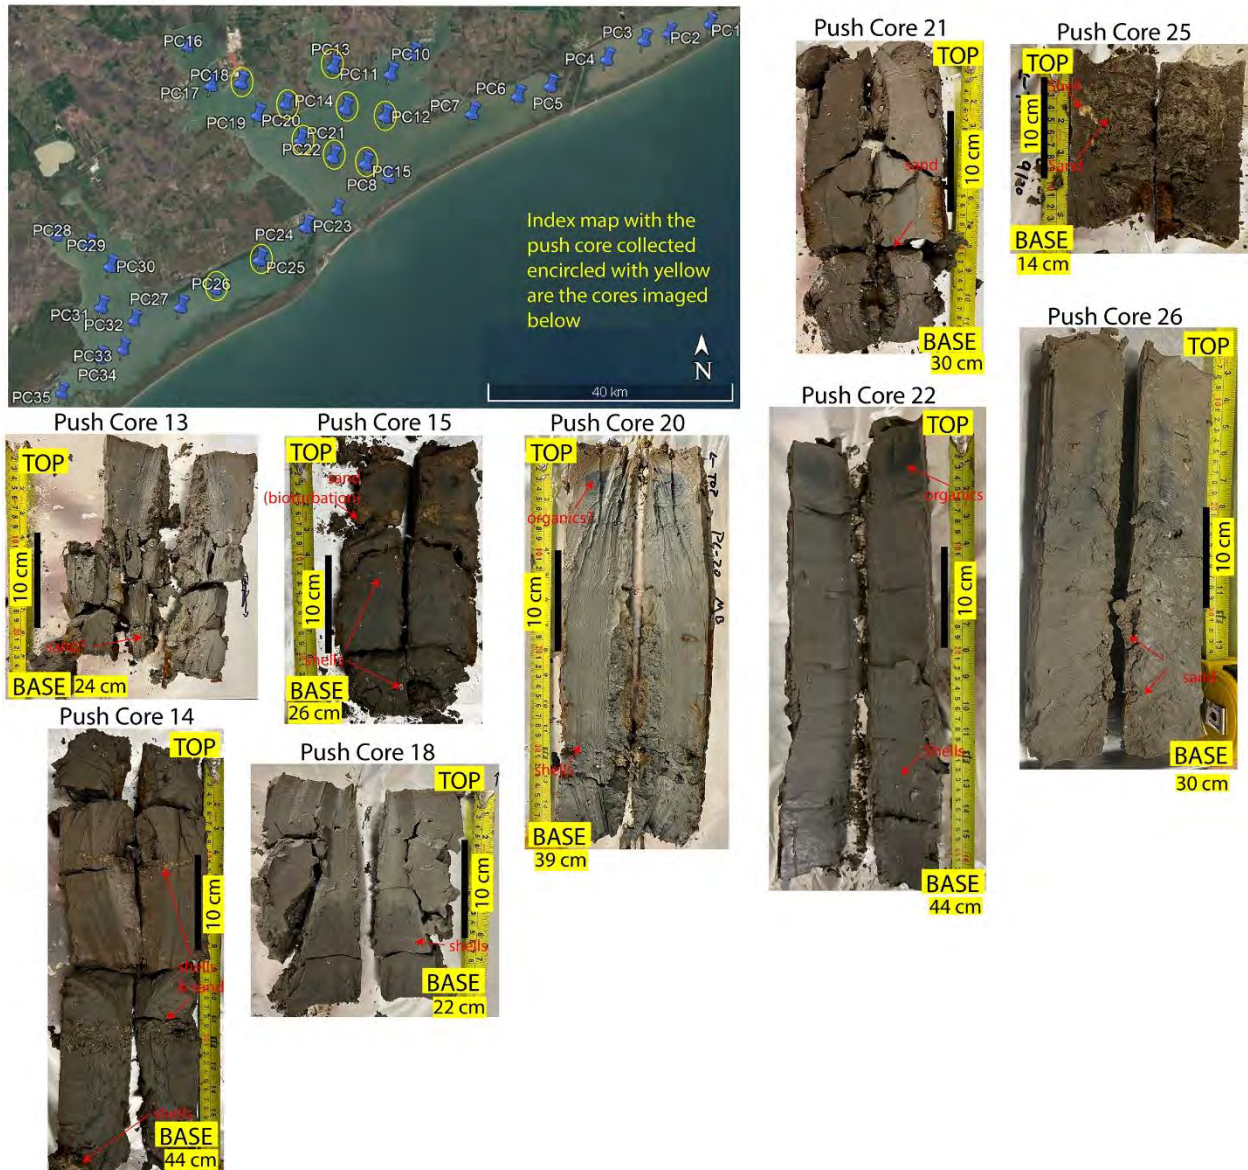 PC16
PC13
PC10
PC3
PC2
PC1
PC4
PC18
PC11
PC17
PC14
PC6
PC5
PC19
PC20
PC7
PC12
PC21
PC22
PC15
PC8
PC23
PC28
PC29
PC24
PC25
PC30
PC26
PC27
PC31
PC32
PC33
PC34
PC35
Index map with the
push core collected
encircled with yellow
are the cores imaged
below
N
40 km
Push Core 21
TOP
10 cm
sand
BASE
30 cm
Push Core 25
TOP
shell
10 cm
sand
BASE
14 cm
Push Core 13
TOP
10 cm
sand?
BASE
24 cm
Push Core 15
TOP
sand
(bioturbation)
10 cm
shells
BASE
26 cm
Push Core 20
TOP
← TOP
organics?
PC-20 MB
10 cm
shells
BASE
39 cm
Push Core 22
TOP
organics
10 cm
Shells
BASE
44 cm
Push Core 26
TOP
10 cm
sand
BASE
30 cm
Push Core 14
TOP
10 cm
shells
& sand
shells
BASE
44 cm
Push Core 18
TOP
10 cm
shells
BASE
22 cm